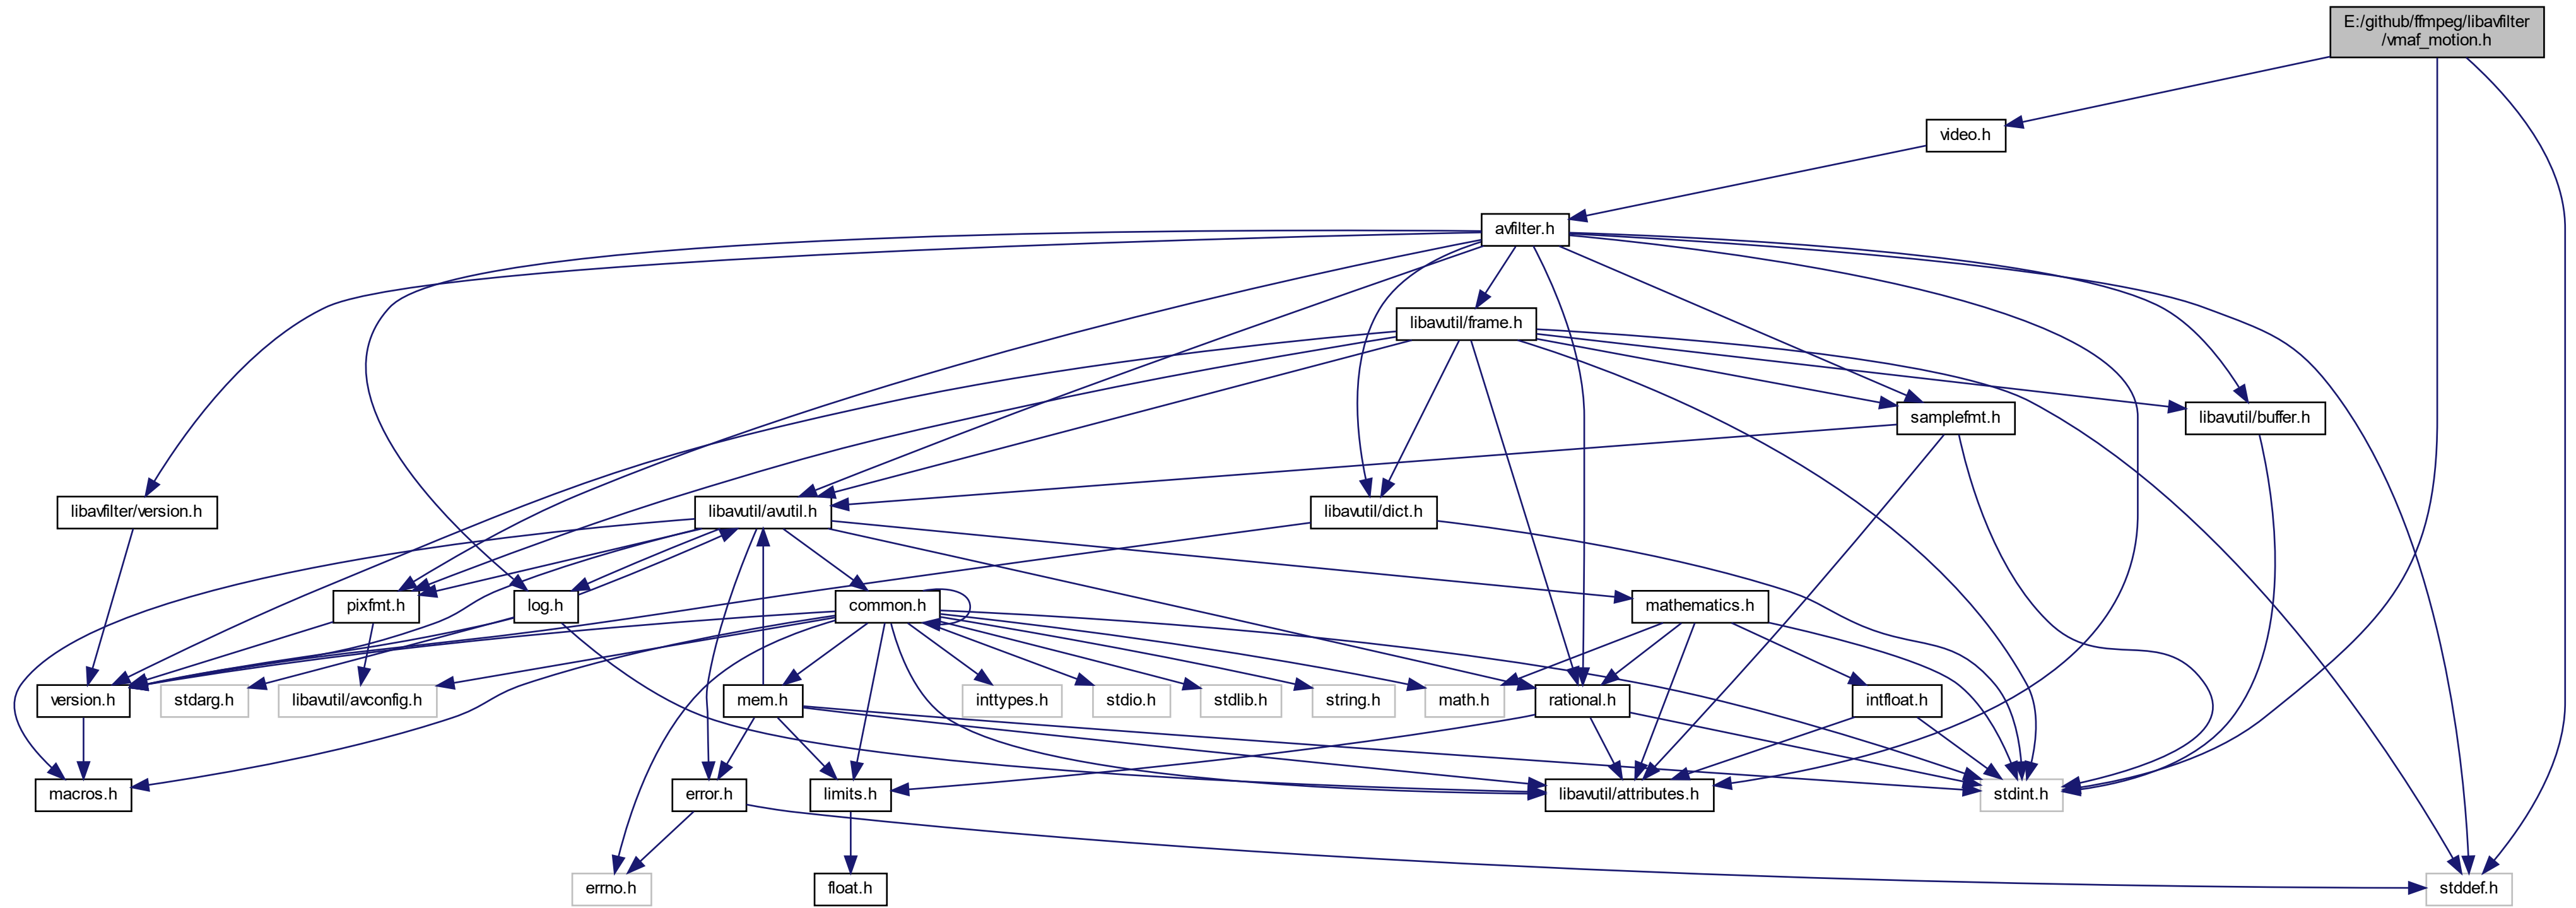 E:/github/ffmpeg/libavfilter
/vmaf_motion.h
video.h
avfilter.h
libavutil/frame.h
samplefmt.h
libavutil/buffer.h
libavfilter/version.h
libavutil/avutil.h
libavutil/dict.h
pixfmt.h
log.h
common.h
mathematics.h
version.h
stdarg.h
libavutil/avconfig.h
mem.h
inttypes.h
stdio.h
stdlib.h
string.h
math.h
rational.h
intfloat.h
macros.h
error.h
limits.h
libavutil/attributes.h
stdint.h
errno.h
float.h
stddef.h